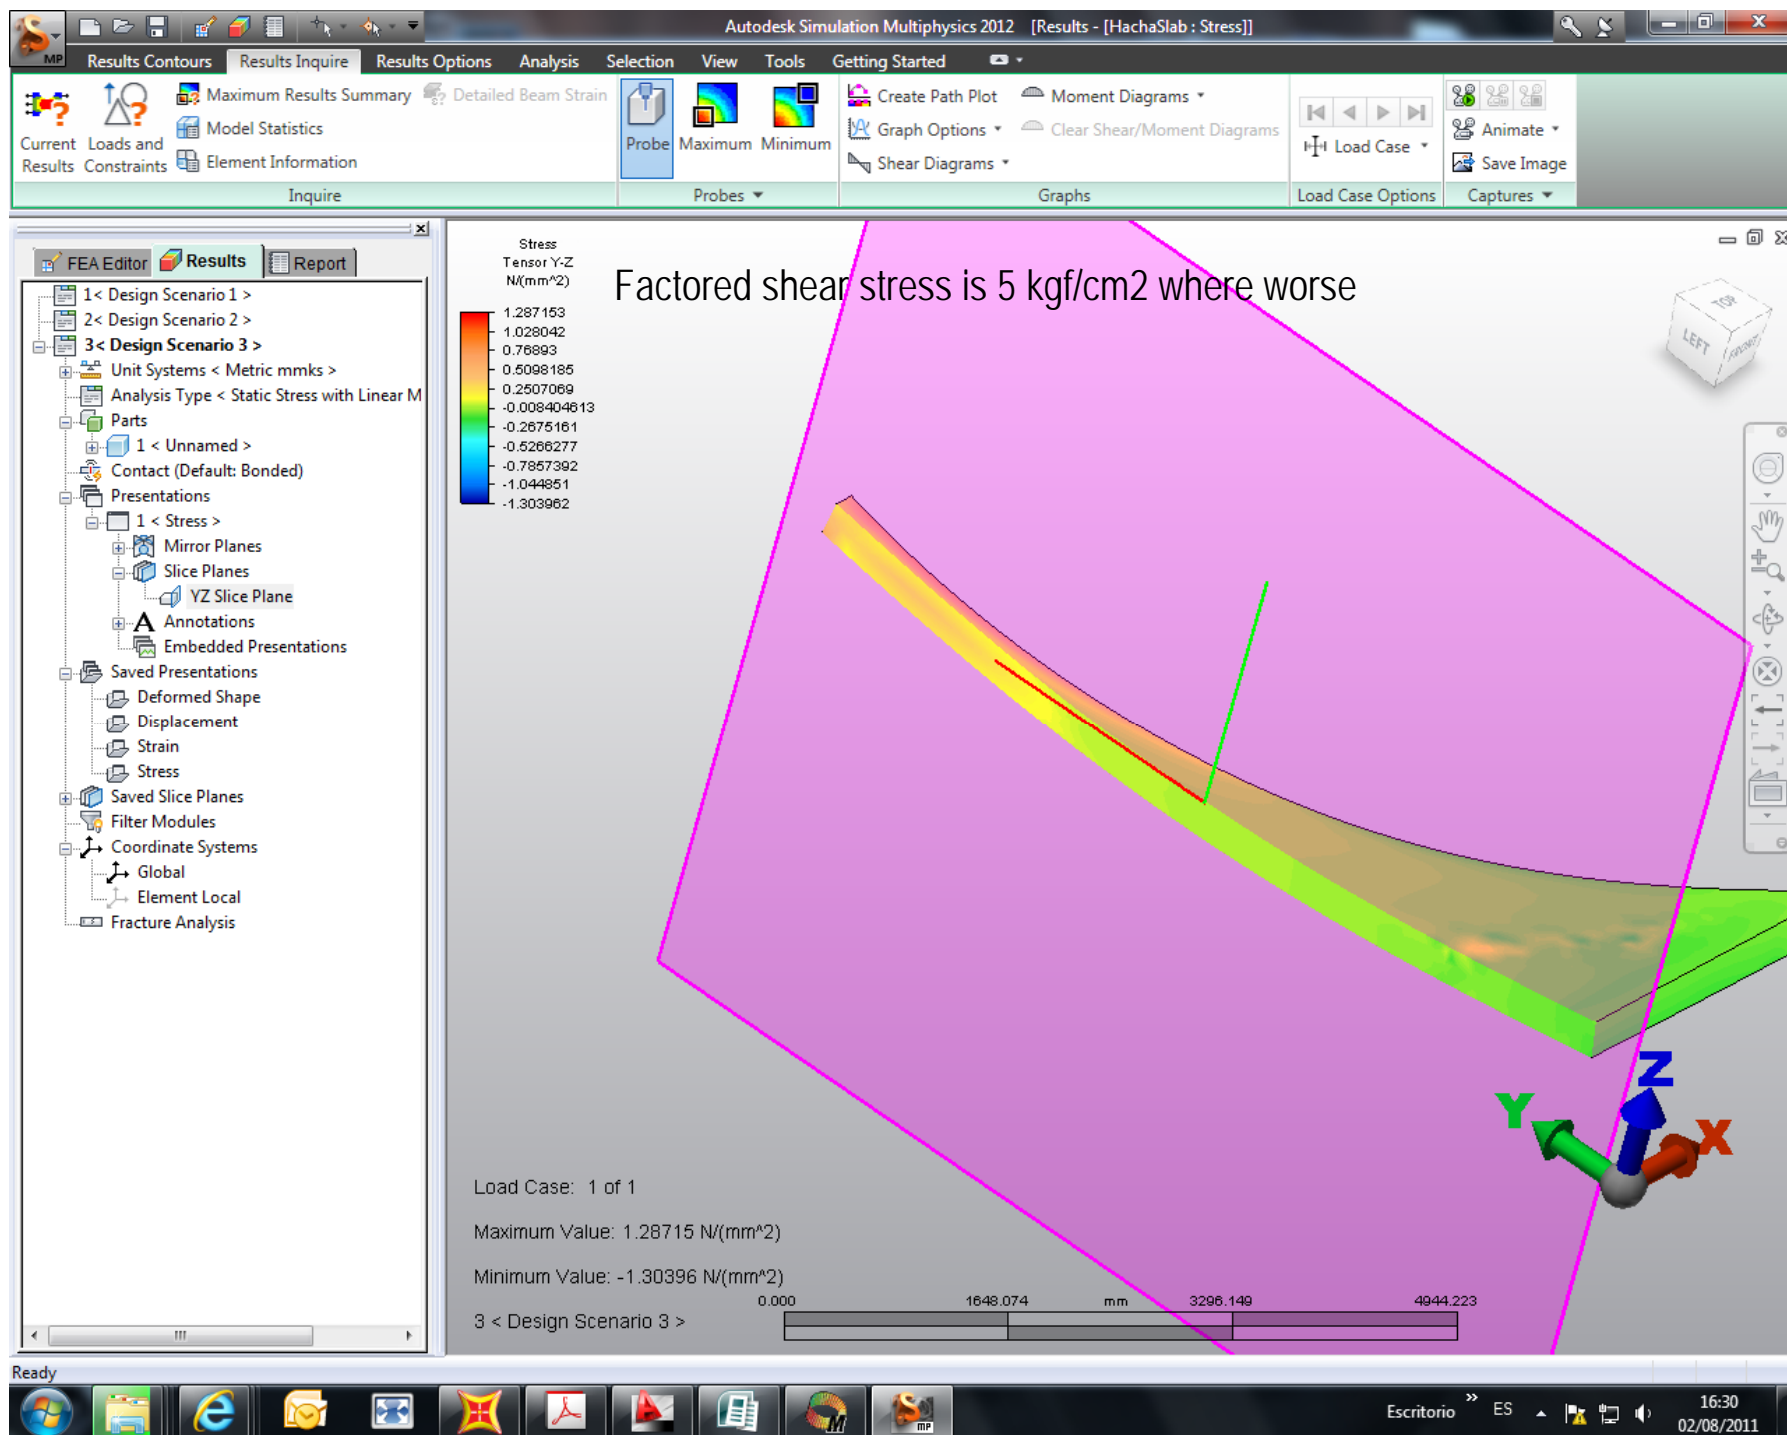 Autodesk Simulation Multiphysics 2012 [Results - [HachaSlab : Stress]]
MP
Results Contours Results Inquire Results Options Analysis Selection View Tools Getting Started
Current Results
Loads and Constraints
Maximum Results Summary
Model Statistics
Element Information
Detailed Beam Strain
Inquire
Probe
Maximum
Minimum
Probes
Create Path Plot
Graph Options
Shear Diagrams
Moment Diagrams
Clear Shear/Moment Diagrams
Graphs
Load Case
Load Case Options
Animate
Save Image
Captures
FEA Editor Results Report
1< Design Scenario 1 >
2< Design Scenario 2 >
3< Design Scenario 3 >
Unit Systems < Metric mmks >
Analysis Type < Static Stress with Linear M
Parts
1 < Unnamed >
Contact (Default: Bonded)
Presentations
1 < Stress >
Mirror Planes
Slice Planes
YZ Slice Plane
A Annotations
Embedded Presentations
Saved Presentations
Deformed Shape
Displacement
Strain
Stress
Saved Slice Planes
Filter Modules
Coordinate Systems
Global
Element Local
Fracture Analysis
Stress
Tensor Y-Z
N/(mm^2)
Factored shear stress is 5 kgf/cm2 where worse
1.287153
1.028042
0.76893
0.5098185
0.2507069
-0.008404613
-0.2675161
-0.5266277
-0.7857392
-1.044851
-1.303962
TOP
LEFT
FRONT
Z
Y
X
Load Case: 1 of 1
Maximum Value: 1.28715 N/(mm^2)
Minimum Value: -1.30396 N/(mm^2)
0.000 1648.074 mm 3296.149 4944.223
3 < Design Scenario 3 >
Ready
M
MP
Escritorio » ES
16:30
02/08/2011